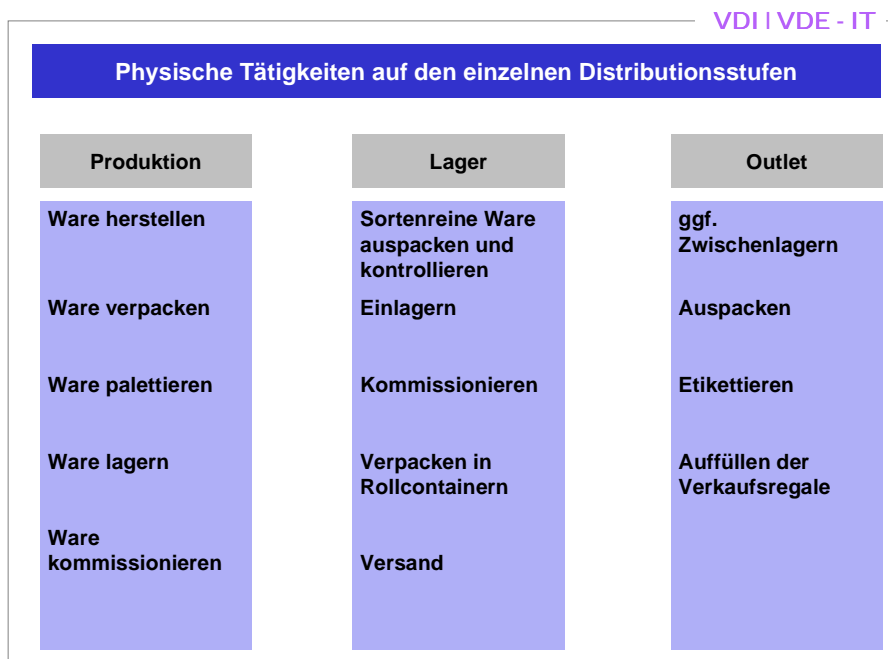 VDI | VDE - IT
Physische Tätigkeiten auf den einzelnen Distributionsstufen
Produktion
Ware herstellen
Ware verpacken
Ware palettieren
Ware lagern
Ware
kommissionieren
Lager
Sortenreine Ware
auspacken und
kontrollieren
Einlagern
Kommissionieren
Verpacken in
Rollcontainern
Versand
Outlet
ggf.
Zwischenlagern
Auspacken
Etikettieren
Auffüllen der
Verkaufsregale